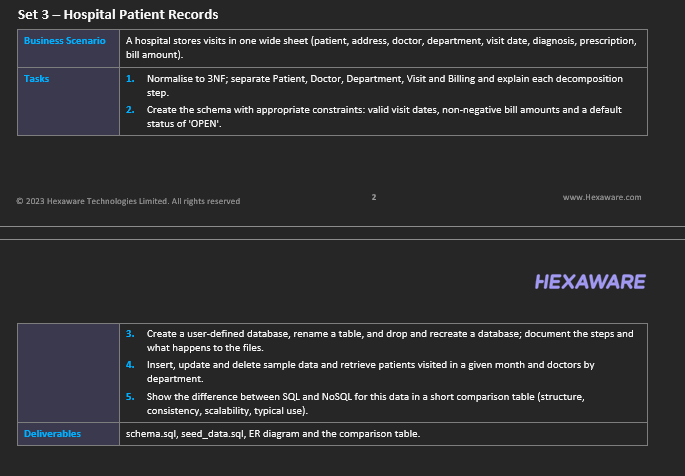 Set 3 – Hospital Patient Records
Business Scenario
A hospital stores visits in one wide sheet (patient, address, doctor, department, visit date, diagnosis, prescription,
bill amount).
Tasks
1. Normalise to 3NF; separate Patient, Doctor, Department, Visit and Billing and explain each decomposition
step.
2. Create the schema with appropriate constraints: valid visit dates, non-negative bill amounts and a default
status of 'OPEN'.
© 2023 Hexaware Technologies Limited. All rights reserved
2
www.Hexaware.com
HEXAWARE
3. Create a user-defined database, rename a table, and drop and recreate a database; document the steps and
what happens to the files.
4. Insert, update and delete sample data and retrieve patients visited in a given month and doctors by
department.
5. Show the difference between SQL and NoSQL for this data in a short comparison table (structure,
consistency, scalability, typical use).
Deliverables
schema.sql, seed_data.sql, ER diagram and the comparison table.